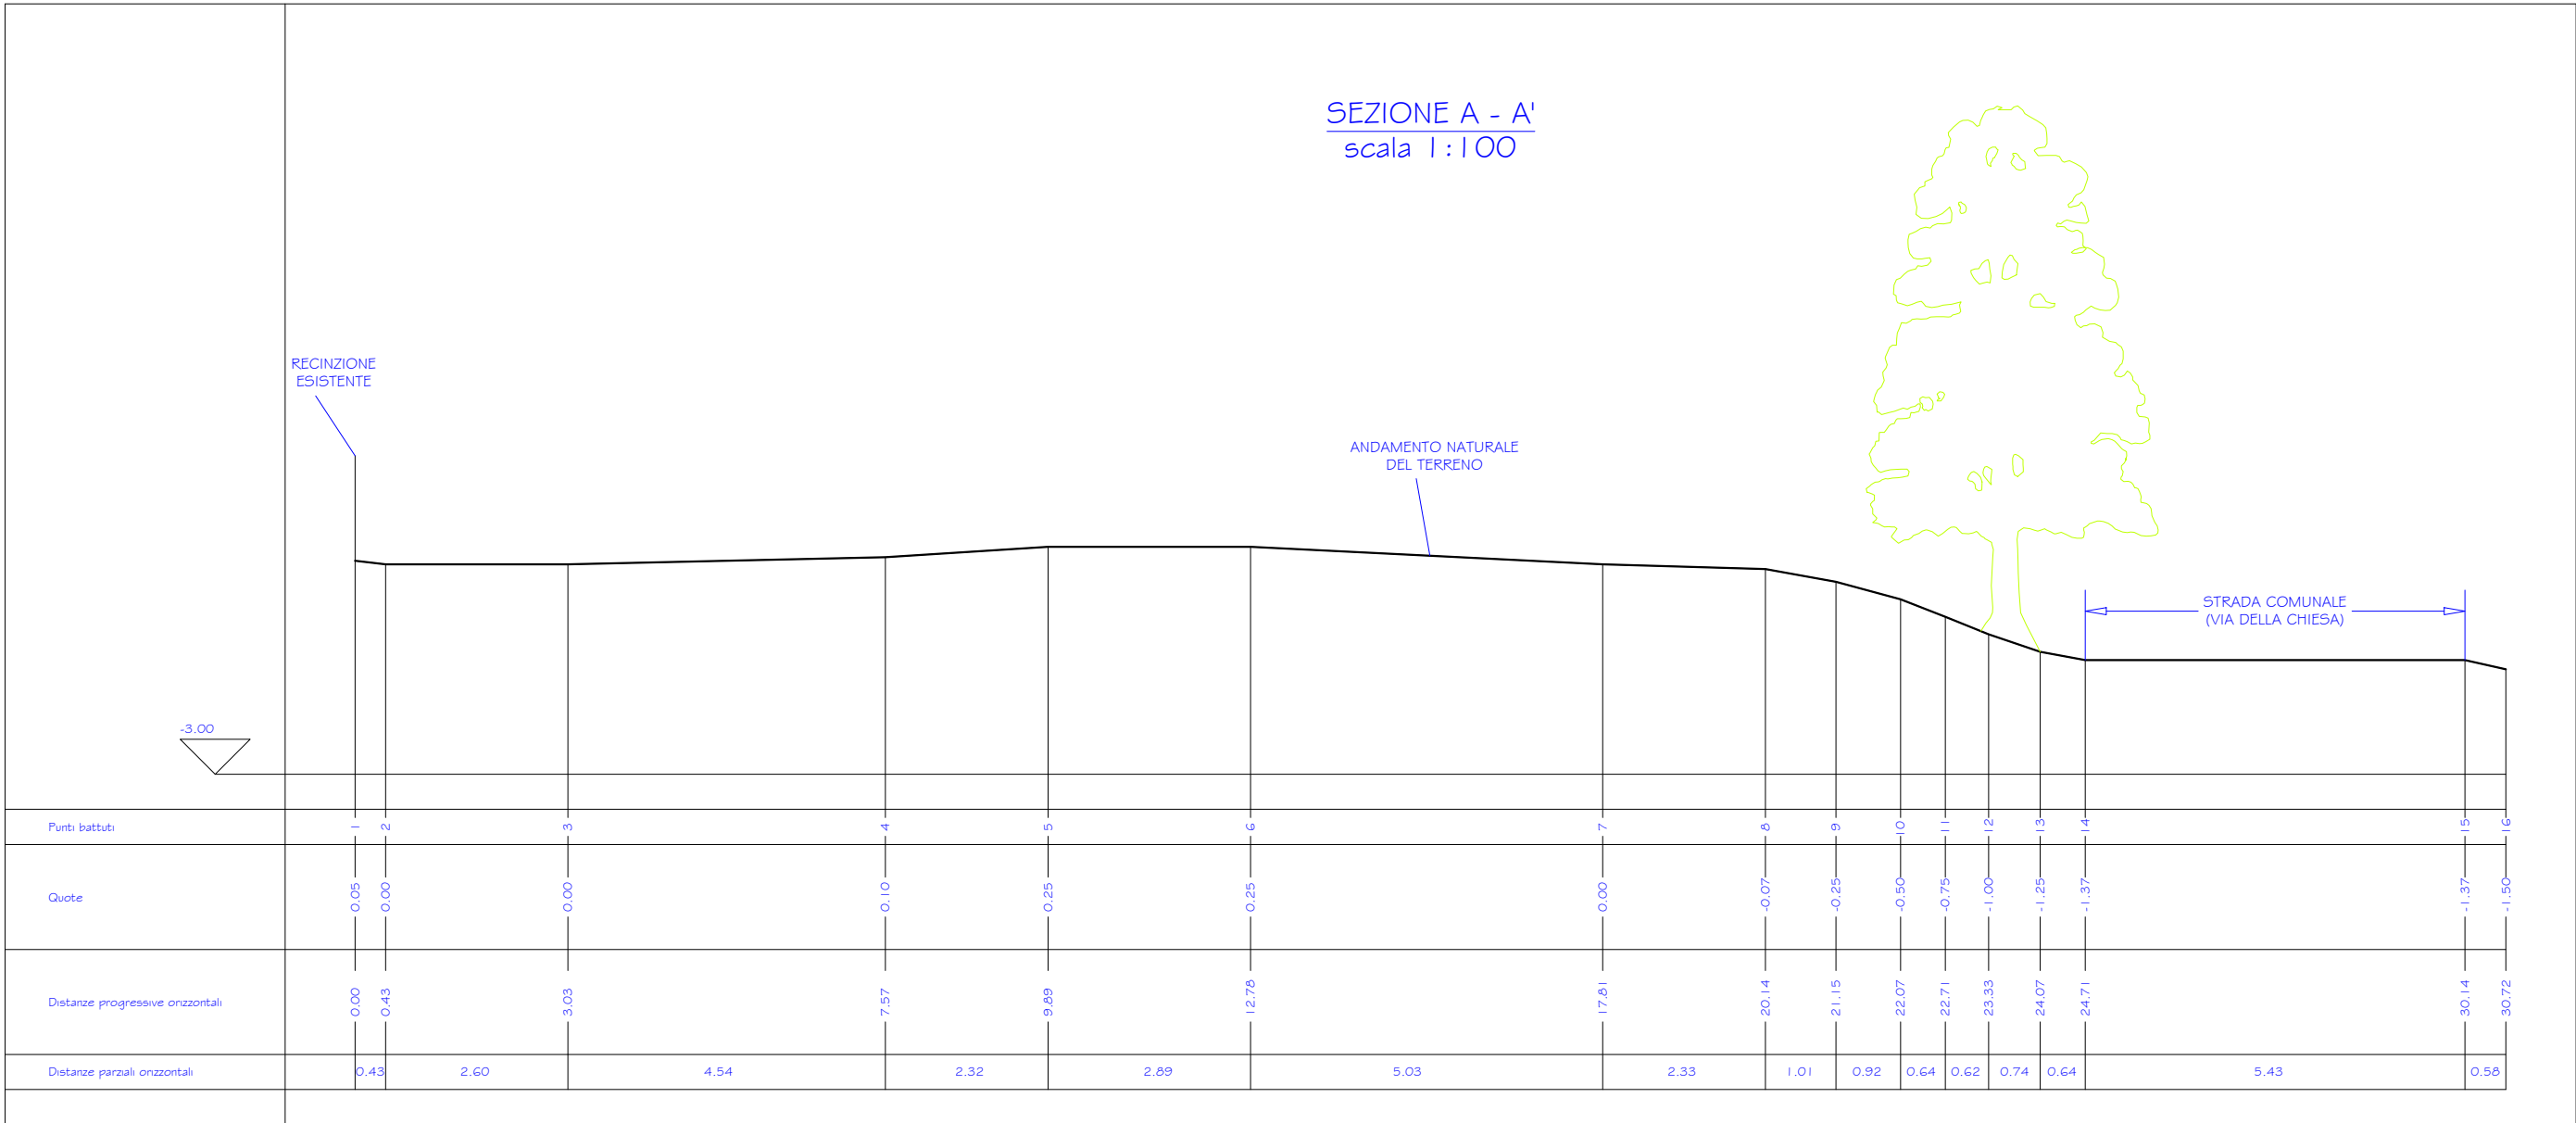 SEZIONE A - A'
scala 1:100
RECINZIONE
ESISTENTE
ANDAMENTO NATURALE
DEL TERRENO
STRADA COMUNALE
(VIA DELLA CHIESA)
-3.00
Punti battuti 1 2 3 4 5 6 7 8 9 10 11 12 13 14 15 16
Quote 0.05 0.00 0.00 0.10 0.25 0.25 0.00 -0.07 -0.25 -0.50 -0.75 -1.00 -1.25 -1.37 -1.37 -1.50
Distanze progressive orizzontali 0.00 0.43 3.03 7.57 9.89 12.78 17.81 20.14 21.15 22.07 22.71 23.33 24.07 24.71 30.14 30.72
Distanze parziali orizzontali 0.43 2.60 4.54 2.32 2.89 5.03 2.33 1.01 0.92 0.64 0.62 0.74 0.64 5.43 0.58